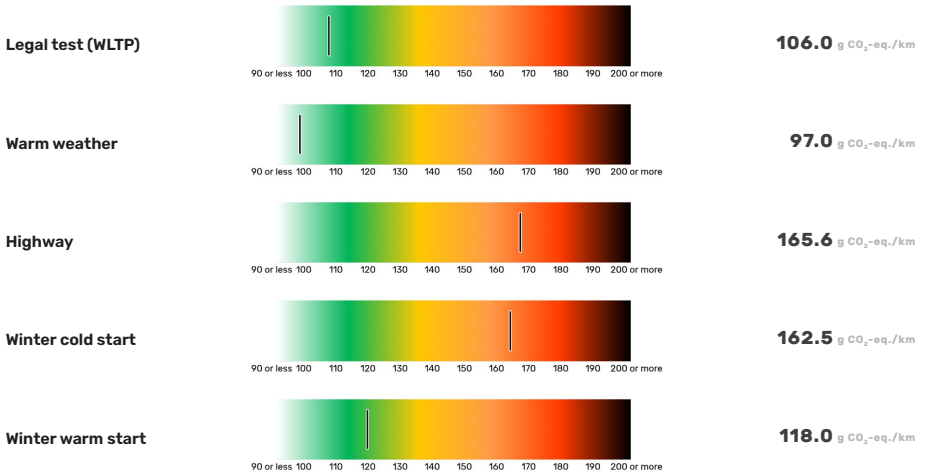 Legal test (WLTP)
106.0 g CO₂-eq./km
90 or less 100 110 120 130 140 150 160 170 180 190 200 or more
Warm weather
97.0 g CO₂-eq./km
90 or less 100 110 120 130 140 150 160 170 180 190 200 or more
Highway
165.6 g CO₂-eq./km
90 or less 100 110 120 130 140 150 160 170 180 190 200 or more
Winter cold start
162.5 g CO₂-eq./km
90 or less 100 110 120 130 140 150 160 170 180 190 200 or more
Winter warm start
118.0 g CO₂-eq./km
90 or less 100 110 120 130 140 150 160 170 180 190 200 or more